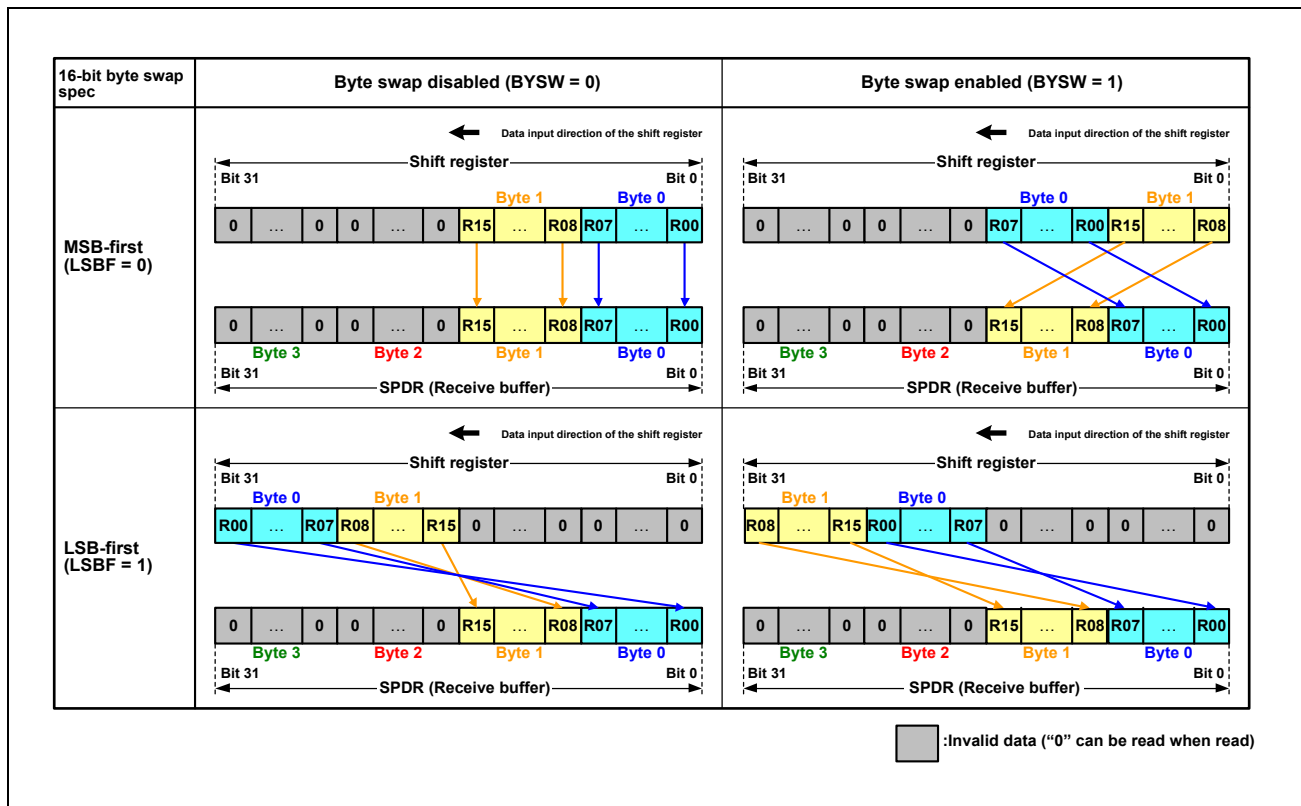 16-bit byte swap
spec
Byte swap disabled (BYSW = 0)
Byte swap enabled (BYSW = 1)
MSB-first
(LSBF = 0)
Data input direction of the shift register
Shift register
Bit 31 Bit 0
Byte 1 Byte 0
0 ... 0 0 ... 0 R15 ... R08 R07 ... R00
0 ... 0 0 ... 0 R15 ... R08 R07 ... R00
Byte 3 Byte 2 Byte 1 Byte 0
Bit 31 Bit 0
SPDR (Receive buffer)
Data input direction of the shift register
Shift register
Bit 31 Bit 0
Byte 0 Byte 1
0 ... 0 0 ... 0 R07 ... R00 R15 ... R08
0 ... 0 0 ... 0 R15 ... R08 R07 ... R00
Byte 3 Byte 2 Byte 1 Byte 0
Bit 31 Bit 0
SPDR (Receive buffer)
LSB-first
(LSBF = 1)
Data input direction of the shift register
Shift register
Bit 31 Bit 0
Byte 0 Byte 1
R00 ... R07 R08 ... R15 0 ... 0 0 ... 0
0 ... 0 0 ... 0 R15 ... R08 R07 ... R00
Byte 3 Byte 2 Byte 1 Byte 0
Bit 31 Bit 0
SPDR (Receive buffer)
Data input direction of the shift register
Shift register
Bit 31 Bit 0
Byte 1 Byte 0
R08 ... R15 R00 ... R07 0 ... 0 0 ... 0
0 ... 0 0 ... 0 R15 ... R08 R07 ... R00
Byte 3 Byte 2 Byte 1 Byte 0
Bit 31 Bit 0
SPDR (Receive buffer)
:Invalid data (“0” can be read when read)